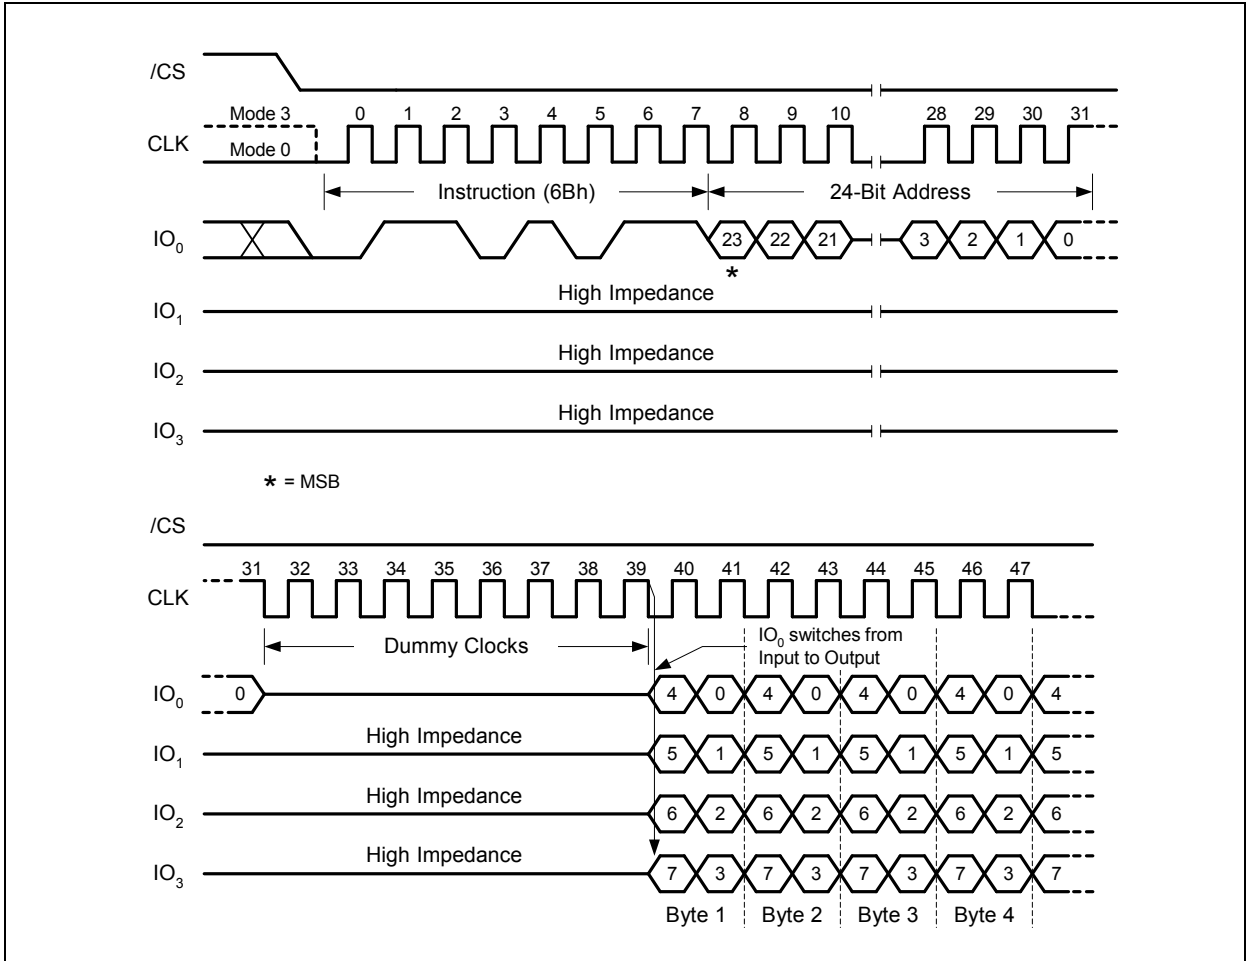 /CS
Mode 3 0 1 2 3 4 5 6 7 8 9 10 28 29 30 31
CLK
Mode 0
Instruction (6Bh) 24-Bit Address
IO0 23 22 21 3 2 1 0
*
High Impedance
IO1
High Impedance
IO2
High Impedance
IO3
* = MSB
/CS
31 32 33 34 35 36 37 38 39 40 41 42 43 44 45 46 47
CLK
Dummy Clocks
IO0 switches from
Input to Output
IO0 0 4 0 4 0 4 0 4 0 4
High Impedance
IO1 5 1 5 1 5 1 5 1 5
High Impedance
IO2 6 2 6 2 6 2 6 2 6
High Impedance
IO3 7 3 7 3 7 3 7 3 7
Byte 1 Byte 2 Byte 3 Byte 4